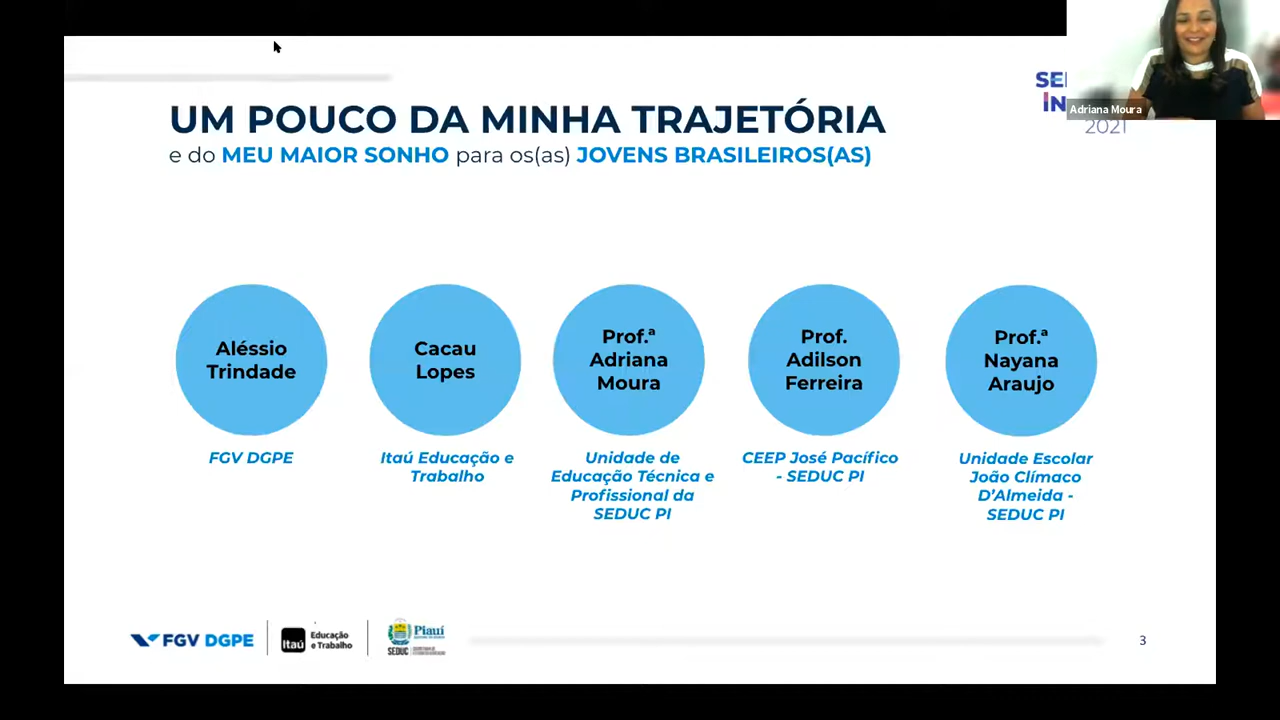 UM POUCO DA MINHA TRAJETÓRIA
e do MEU MAIOR SONHO para os(as) JOVENS BRASILEIROS(AS)
2021
Adriana Moura
Aléssio
Trindade
Cacau
Lopes
Prof.ª
Adriana
Moura
Prof.
Adilson
Ferreira
Prof.ª
Nayana
Araujo
FGV DGPE
Itaú Educação e
Trabalho
Unidade de
Educação Técnica e
Profissional da
SEDUC PI
CEEP José Pacífico
- SEDUC PI
Unidade Escolar
João Clímaco
D’Almeida -
SEDUC PI
FGV DGPE
Itaú
Educação
e Trabalho
Piauí
SEDUC
3